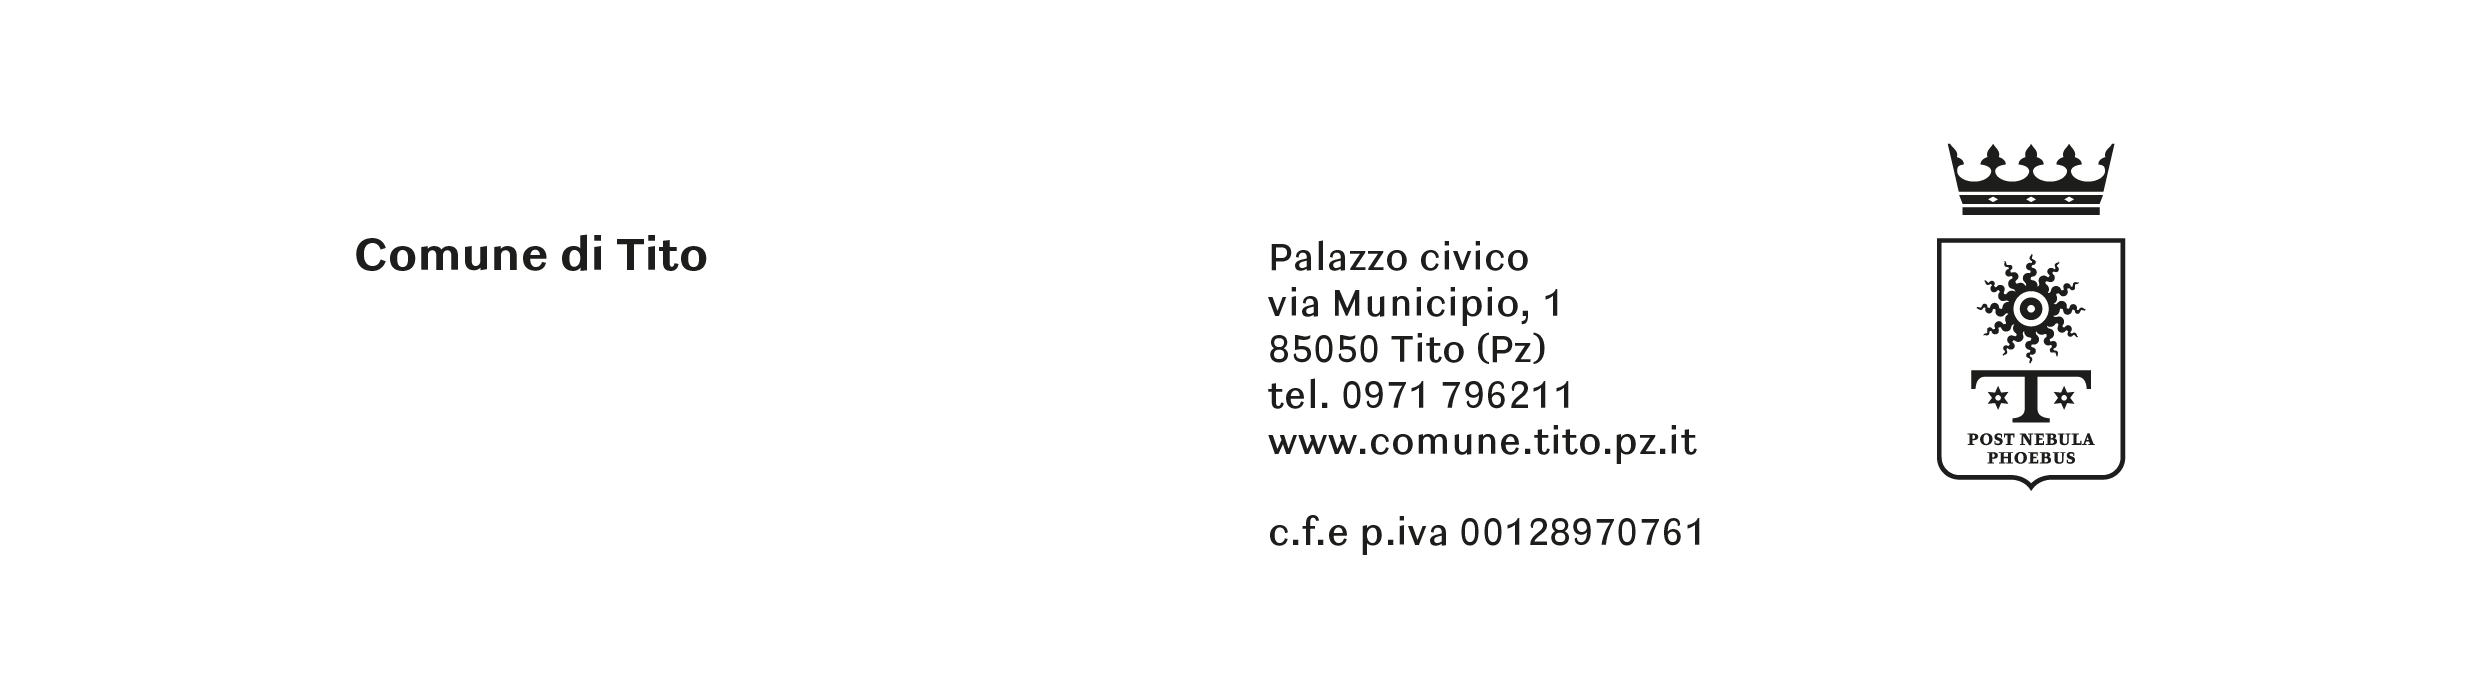 Comune di Tito
Palazzo civico
via Municipio, 1
85050 Tito (Pz)
tel. 0971 796211
www.comune.tito.pz.it
c.f.e p.iva 00128970761
T
POST NEBULA
PHOEBUS